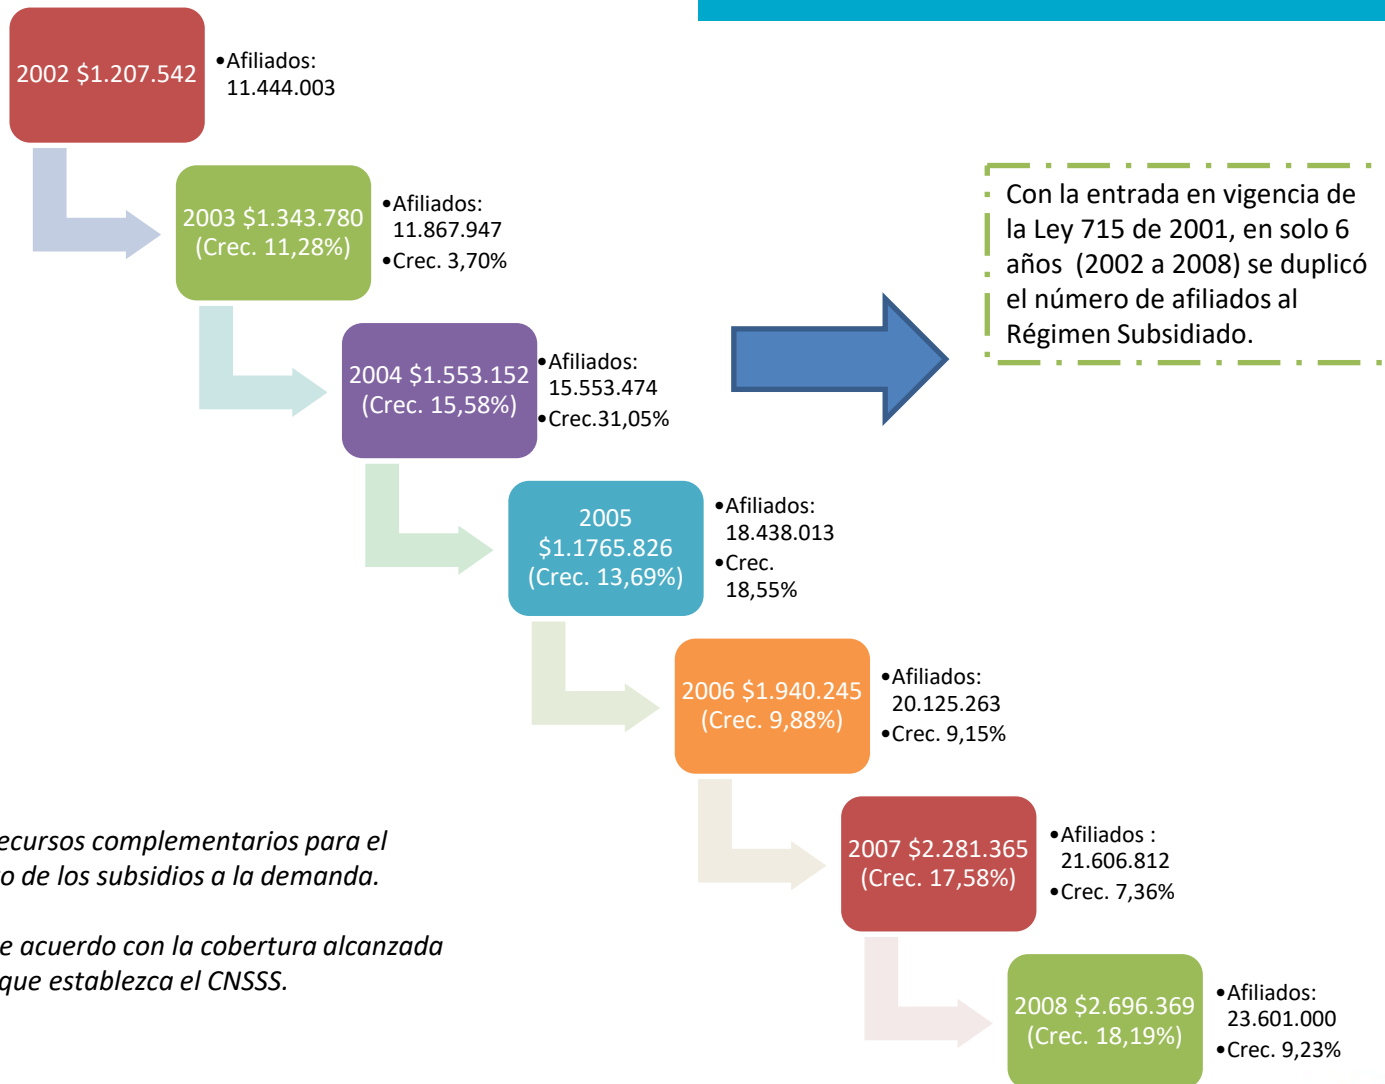 2002 $1.207.542
•Afiliados:
11.444.003
2003 $1.343.780
(Crec. 11,28%)
•Afiliados:
11.867.947
•Crec. 3,70%
Con la entrada en vigencia de
la Ley 715 de 2001, en solo 6
años (2002 a 2008) se duplicó
el número de afiliados al
Régimen Subsidiado.
2004 $1.553.152
(Crec. 15,58%)
•Afiliados:
15.553.474
•Crec.31,05%
2005
$1.1765.826
(Crec. 13,69%)
•Afiliados:
18.438.013
•Crec.
18,55%
2006 $1.940.245
(Crec. 9,88%)
•Afiliados:
20.125.263
•Crec. 9,15%
2007 $2.281.365
(Crec. 17,58%)
•Afiliados :
21.606.812
•Crec. 7,36%
2008 $2.696.369
(Crec. 18,19%)
•Afiliados:
23.601.000
•Crec. 9,23%
ecursos complementarios para el
o de los subsidios a la demanda.
e acuerdo con la cobertura alcanzada
que establezca el CNSSS.